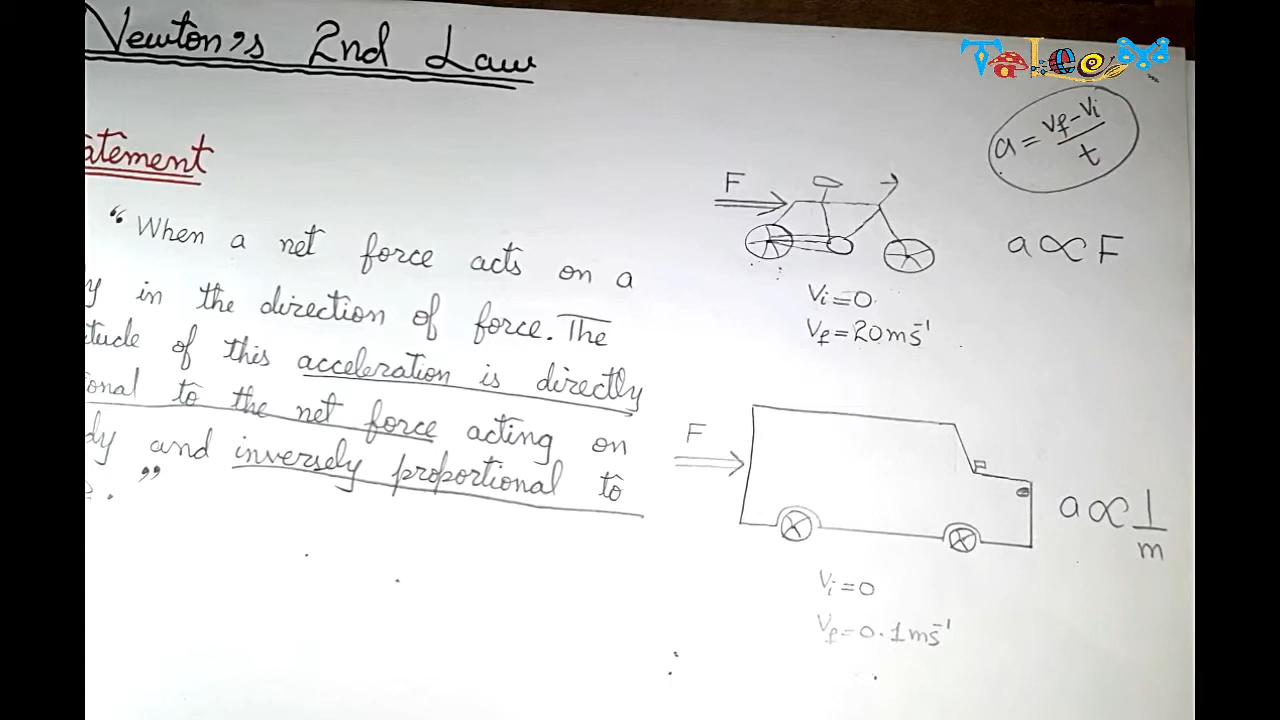 Newton's 2nd Law
TaLeem
a = vf - vi / t
atement
F
a ∝ F
"When a net force acts on a
y in the direction of force. The
itude of this acceleration is directly
ional to the net force acting on
dy and inversely proportional to
."
Vi = 0
Vf = 20ms⁻¹
F
a ∝ 1/m
Vi = 0
Vf = 0.1ms⁻¹